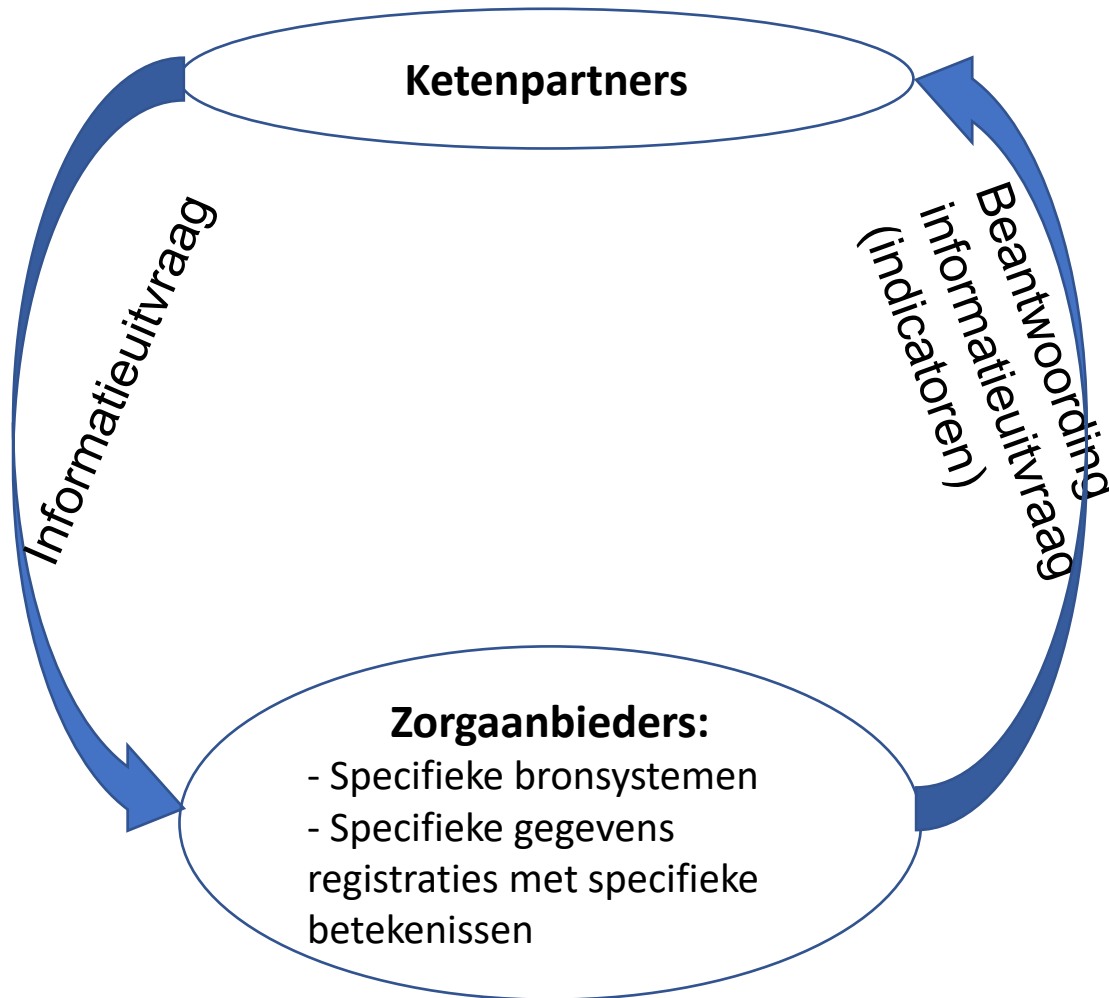 Ketenpartners
Informatieuitvraag
Beantwoording
informatieuitvraag
(indicatoren)
Zorgaanbieders:
- Specifieke bronsystemen
- Specifieke gegevens
registraties met specifieke
betekenissen